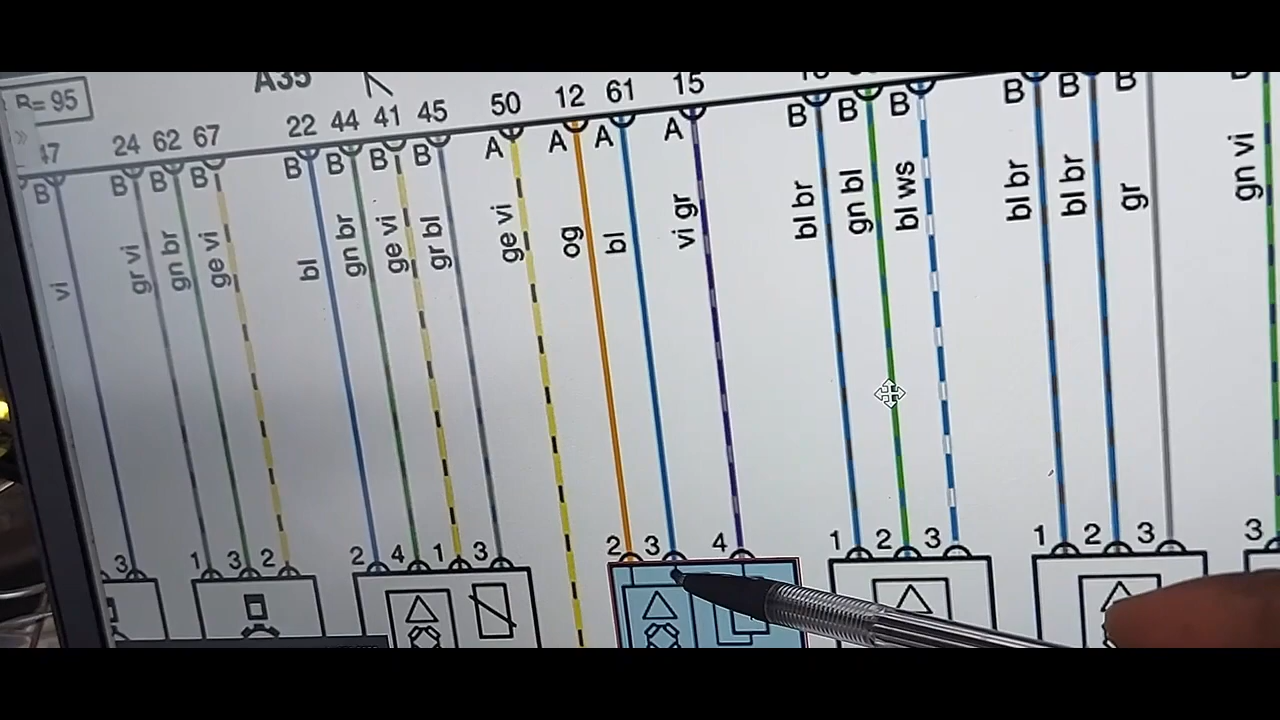 A35
R= 95
47 24 62 67 22 44 41 45 50 12 61 15
B B B B B B B B A A A A B B B B B B
vi gr vi gn br ge vi bl gn br ge vi gr bl ge vi og bl vi gr bl br gn bl bl ws bl br bl br gr gn vi
3 1 3 2 2 4 1 3 2 3 4 1 2 3 1 2 3 3